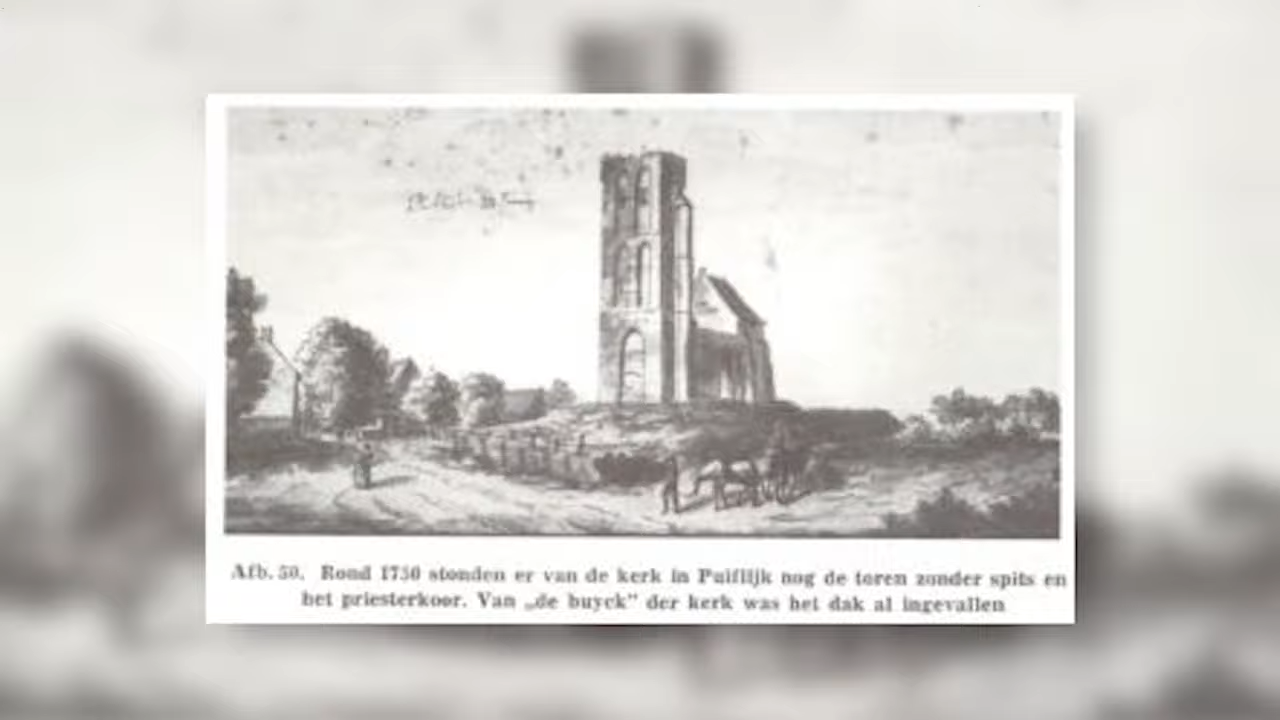 Afb. 50. Rond 1750 stonden er van de kerk in Puiflijk nog de toren zonder spits en
het priesterkoor. Van „de buyck” der kerk was het dak al ingevallen